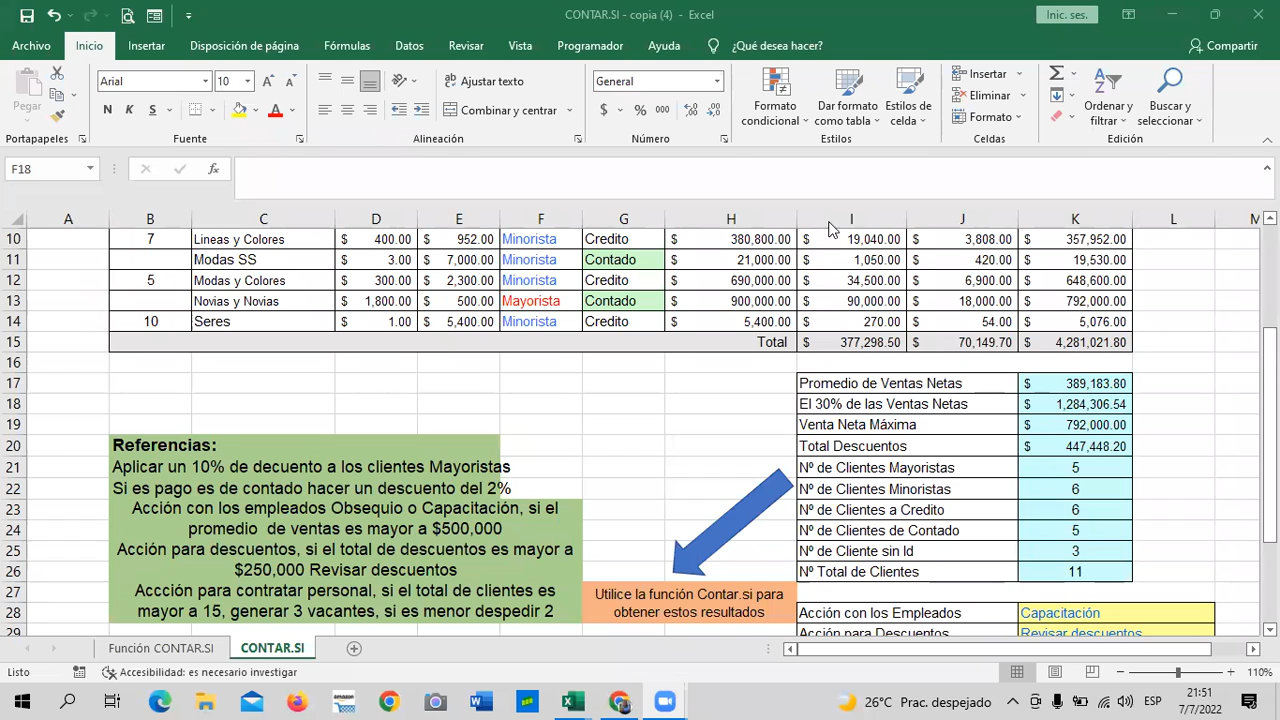 CONTAR.SI - copia (4) - Excel
Inic. ses.
Archivo Inicio Insertar Disposición de página Fórmulas Datos Revisar Vista Programador Ayuda ¿Qué desea hacer? Compartir
Pegar
Arial 10
Ajustar texto
General
N K S
Combinar y centrar
$ % 000
Formato condicional
Dar formato como tabla
Estilos de celda
Insertar
Eliminar
Formato
Ordenar y filtrar
Buscar y seleccionar
Portapapeles Fuente Alineación Número Estilos Celdas Edición
F18 fx
A B C D E F G H I J K L M
10 7 Lineas y Colores $ 400.00 $ 952.00 Minorista Credito $ 380,800.00 $ 19,040.00 $ 3,808.00 $ 357,952.00
11 Modas SS $ 3.00 $ 7,000.00 Minorista Contado $ 21,000.00 $ 1,050.00 $ 420.00 $ 19,530.00
12 5 Modas y Colores $ 300.00 $ 2,300.00 Minorista Credito $ 690,000.00 $ 34,500.00 $ 6,900.00 $ 648,600.00
13 Novias y Novias $ 1,800.00 $ 500.00 Mayorista Contado $ 900,000.00 $ 90,000.00 $ 18,000.00 $ 792,000.00
14 10 Seres $ 1.00 $ 5,400.00 Minorista Credito $ 5,400.00 $ 270.00 $ 54.00 $ 5,076.00
15 Total $ 377,298.50 $ 70,149.70 $ 4,281,021.80
16
17 Promedio de Ventas Netas $ 389,183.80
18 El 30% de las Ventas Netas $ 1,284,306.54
19 Venta Neta Máxima $ 792,000.00
20 Referencias: Total Descuentos $ 447,448.20
21 Aplicar un 10% de decuento a los clientes Mayoristas Nº de Clientes Mayoristas 5
22 Si es pago es de contado hacer un descuento del 2% Nº de Clientes Minoristas 6
23 Acción con los empleados Obsequio o Capacitación, si el Nº de Clientes a Credito 6
24 promedio de ventas es mayor a $500,000 Nº de Clientes de Contado 5
25 Acción para descuentos, si el total de descuentos es mayor a Nº de Cliente sin Id 3
26 $250,000 Revisar descuentos Nº Total de Clientes 11
27 Accción para contratar personal, si el total de clientes es Utilice la función Contar.si para
28 mayor a 15, generar 3 vacantes, si es menor despedir 2 obtener estos resultados Acción con los Empleados Capacitación
29 Acción para Descuentos Revisar descuentos
Función CONTAR.SI CONTAR.SI
Listo Accesibilidad: es necesario investigar 110%
26°C Prac. despejado ESP 21:51
7/7/2022